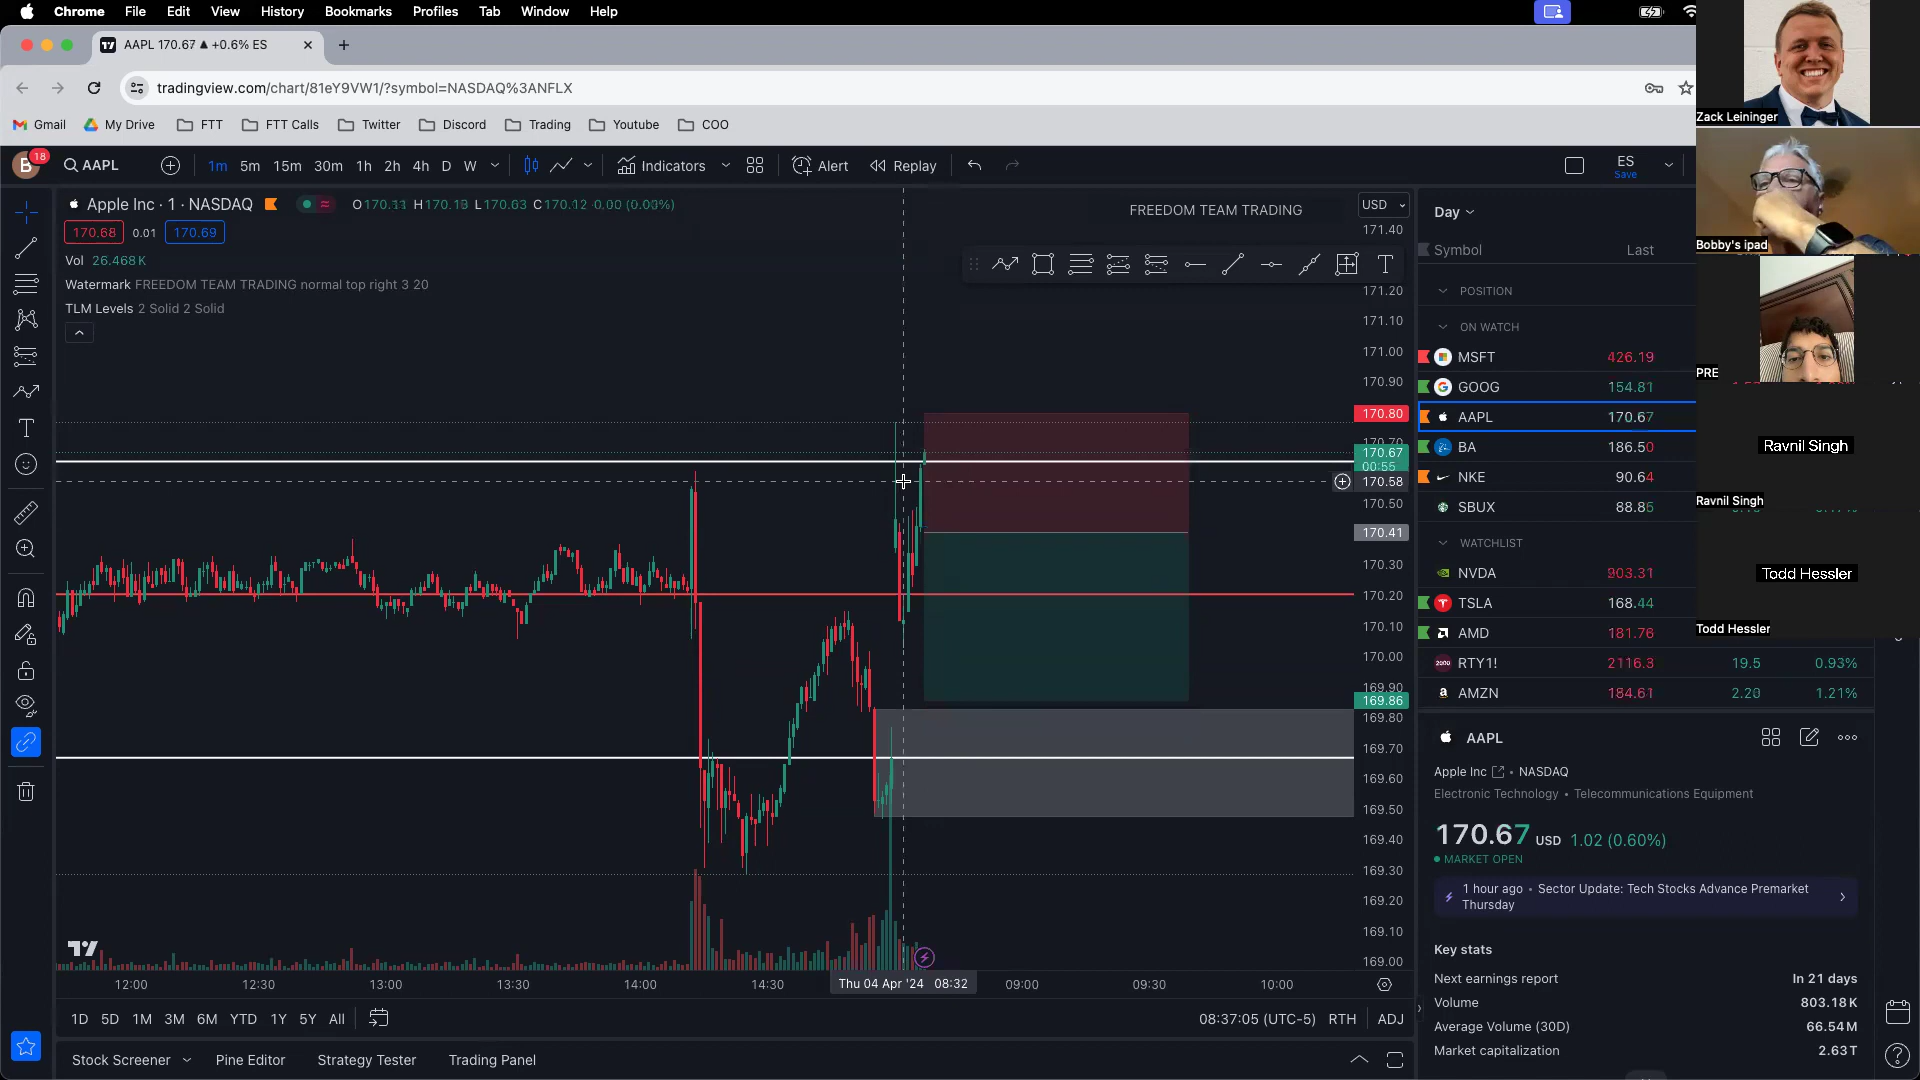 Chrome File Edit View History Bookmarks Profiles Tab Window Help
AAPL 170.67 ▲ +0.6% ES
tradingview.com/chart/81eY9VW1/?symbol=NASDAQ%3ANFLX
Gmail My Drive FTT FTT Calls Twitter Discord Trading Youtube COO
B 18 AAPL 1m 5m 15m 30m 1h 2h 4h D W Indicators Alert Replay ES
Save
Apple Inc · 1 · NASDAQ O170.11 H170.13 L170.03 C170.12 0.00 (0.00%)
FREEDOM TEAM TRADING
USD
170.68 0.01 170.69
Vol 26.468K
Watermark FREEDOM TEAM TRADING normal top right 3 20
TLM Levels 2 Solid 2 Solid
171.40
171.20
171.10
171.00
170.90
170.80
170.70
170.67
00:55
170.58
170.50
170.41
170.30
170.20
170.10
170.00
169.90
169.86
169.80
169.70
169.60
169.50
169.40
169.30
169.20
169.10
169.00
12:00 12:30 13:00 13:30 14:00 14:30 Thu 04 Apr '24 08:32 09:00 09:30 10:00
1D 5D 1M 3M 6M YTD 1Y 5Y All 08:37:05 (UTC-5) RTH ADJ
Stock Screener Pine Editor Strategy Tester Trading Panel
Day
Symbol Last
POSITION
ON WATCH
MSFT 426.19
GOOG 154.81
AAPL 170.67
BA 186.50
NKE 90.64
SBUX 88.86
WATCHLIST
NVDA 903.31
TSLA 168.44
AMD 181.76
RTY1! 2116.3 19.5 0.93%
AMZN 184.61 2.20 1.21%
AAPL
Apple Inc • NASDAQ
Electronic Technology • Telecommunications Equipment
170.67 USD 1.02 (0.60%)
MARKET OPEN
1 hour ago • Sector Update: Tech Stocks Advance Premarket
Thursday
Key stats
Next earnings report In 21 days
Volume 803.18K
Average Volume (30D) 66.54M
Market capitalization 2.63T
Zack Leininger
Bobby's ipad
PRE
Ravnil Singh
Ravnil Singh
Todd Hessler
Todd Hessler